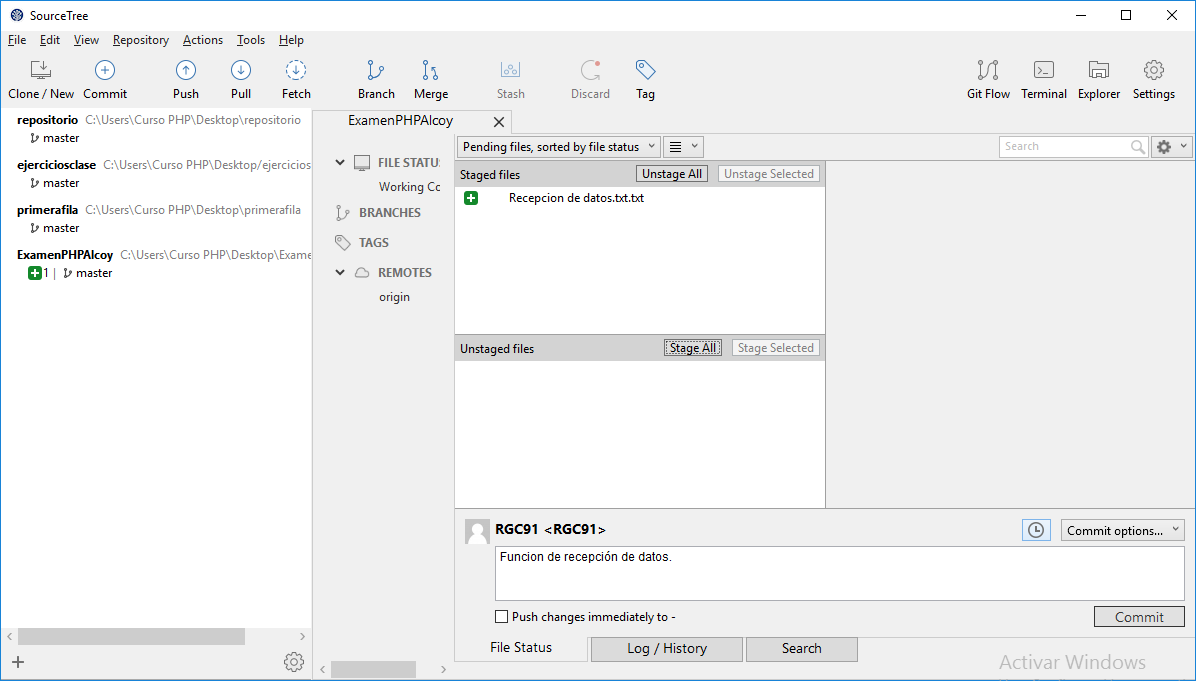 SourceTree
File Edit View Repository Actions Tools Help
Clone / New Commit Push Pull Fetch Branch Merge Stash Discard Tag Git Flow Terminal Explorer Settings
repositorio C:\Users\Curso PHP\Desktop\repositorio
master
ejerciciosclase C:\Users\Curso PHP\Desktop/ejercicios
master
primerafila C:\Users\Curso PHP\Desktop\primerafila
master
ExamenPHPAlcoy C:\Users\Curso PHP\Desktop\Exame
1 | master
ExamenPHPAlcoy
FILE STATU
Working Co
BRANCHES
TAGS
REMOTES
origin
Pending files, sorted by file status
Search
Staged files Unstage All Unstage Selected
Recepcion de datos.txt.txt
Unstaged files Stage All Stage Selected
RGC91 <RGC91>
Commit options...
Funcion de recepción de datos.
Push changes immediately to -
Commit
File Status Log / History Search
Activar Windows